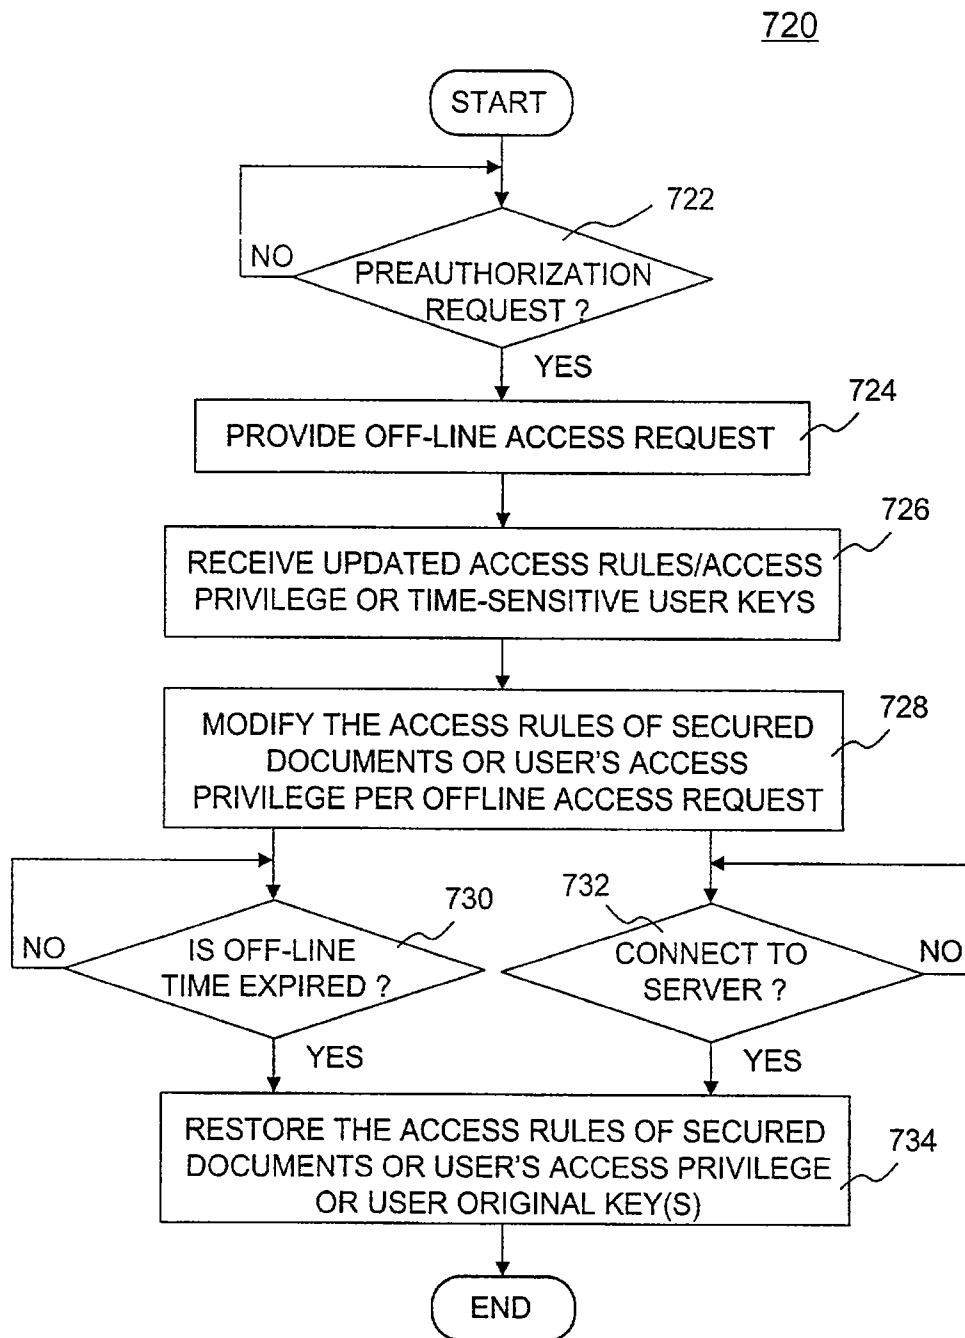 720
START
722
NO
PREAUTHORIZATION
REQUEST ?
YES
724
PROVIDE OFF-LINE ACCESS REQUEST
726
RECEIVE UPDATED ACCESS RULES/ACCESS
PRIVILEGE OR TIME-SENSITIVE USER KEYS
728
MODIFY THE ACCESS RULES OF SECURED
DOCUMENTS OR USER'S ACCESS
PRIVILEGE PER OFFLINE ACCESS REQUEST
730
NO
IS OFF-LINE
TIME EXPIRED ?
YES
732
CONNECT TO
SERVER ?
NO
YES
RESTORE THE ACCESS RULES OF SECURED
DOCUMENTS OR USER'S ACCESS PRIVILEGE
OR USER ORIGINAL KEY(S)
734
END